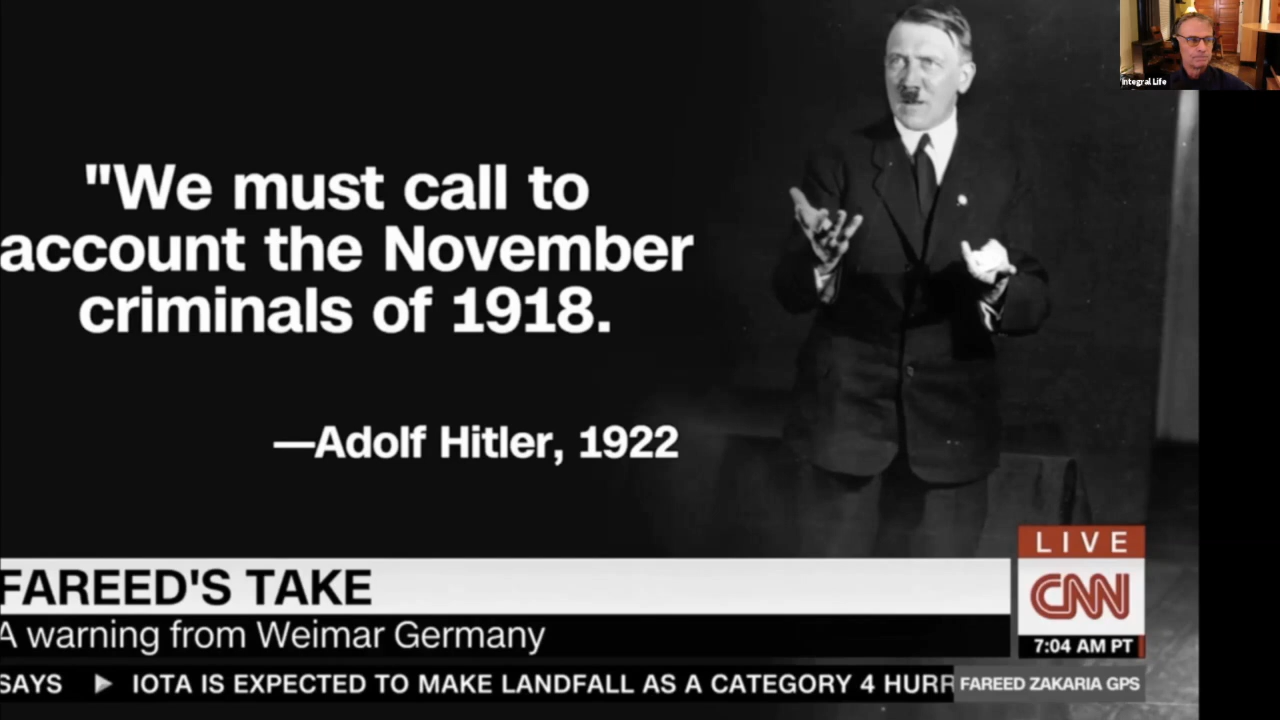 "We must call to
account the November
criminals of 1918.
—Adolf Hitler, 1922
FAREED'S TAKE
A warning from Weimar Germany
LIVE
CNN
7:04 AM PT
SAYS ▶ IOTA IS EXPECTED TO MAKE LANDFALL AS A CATEGORY 4 HURR
FAREED ZAKARIA GPS
Integral Life